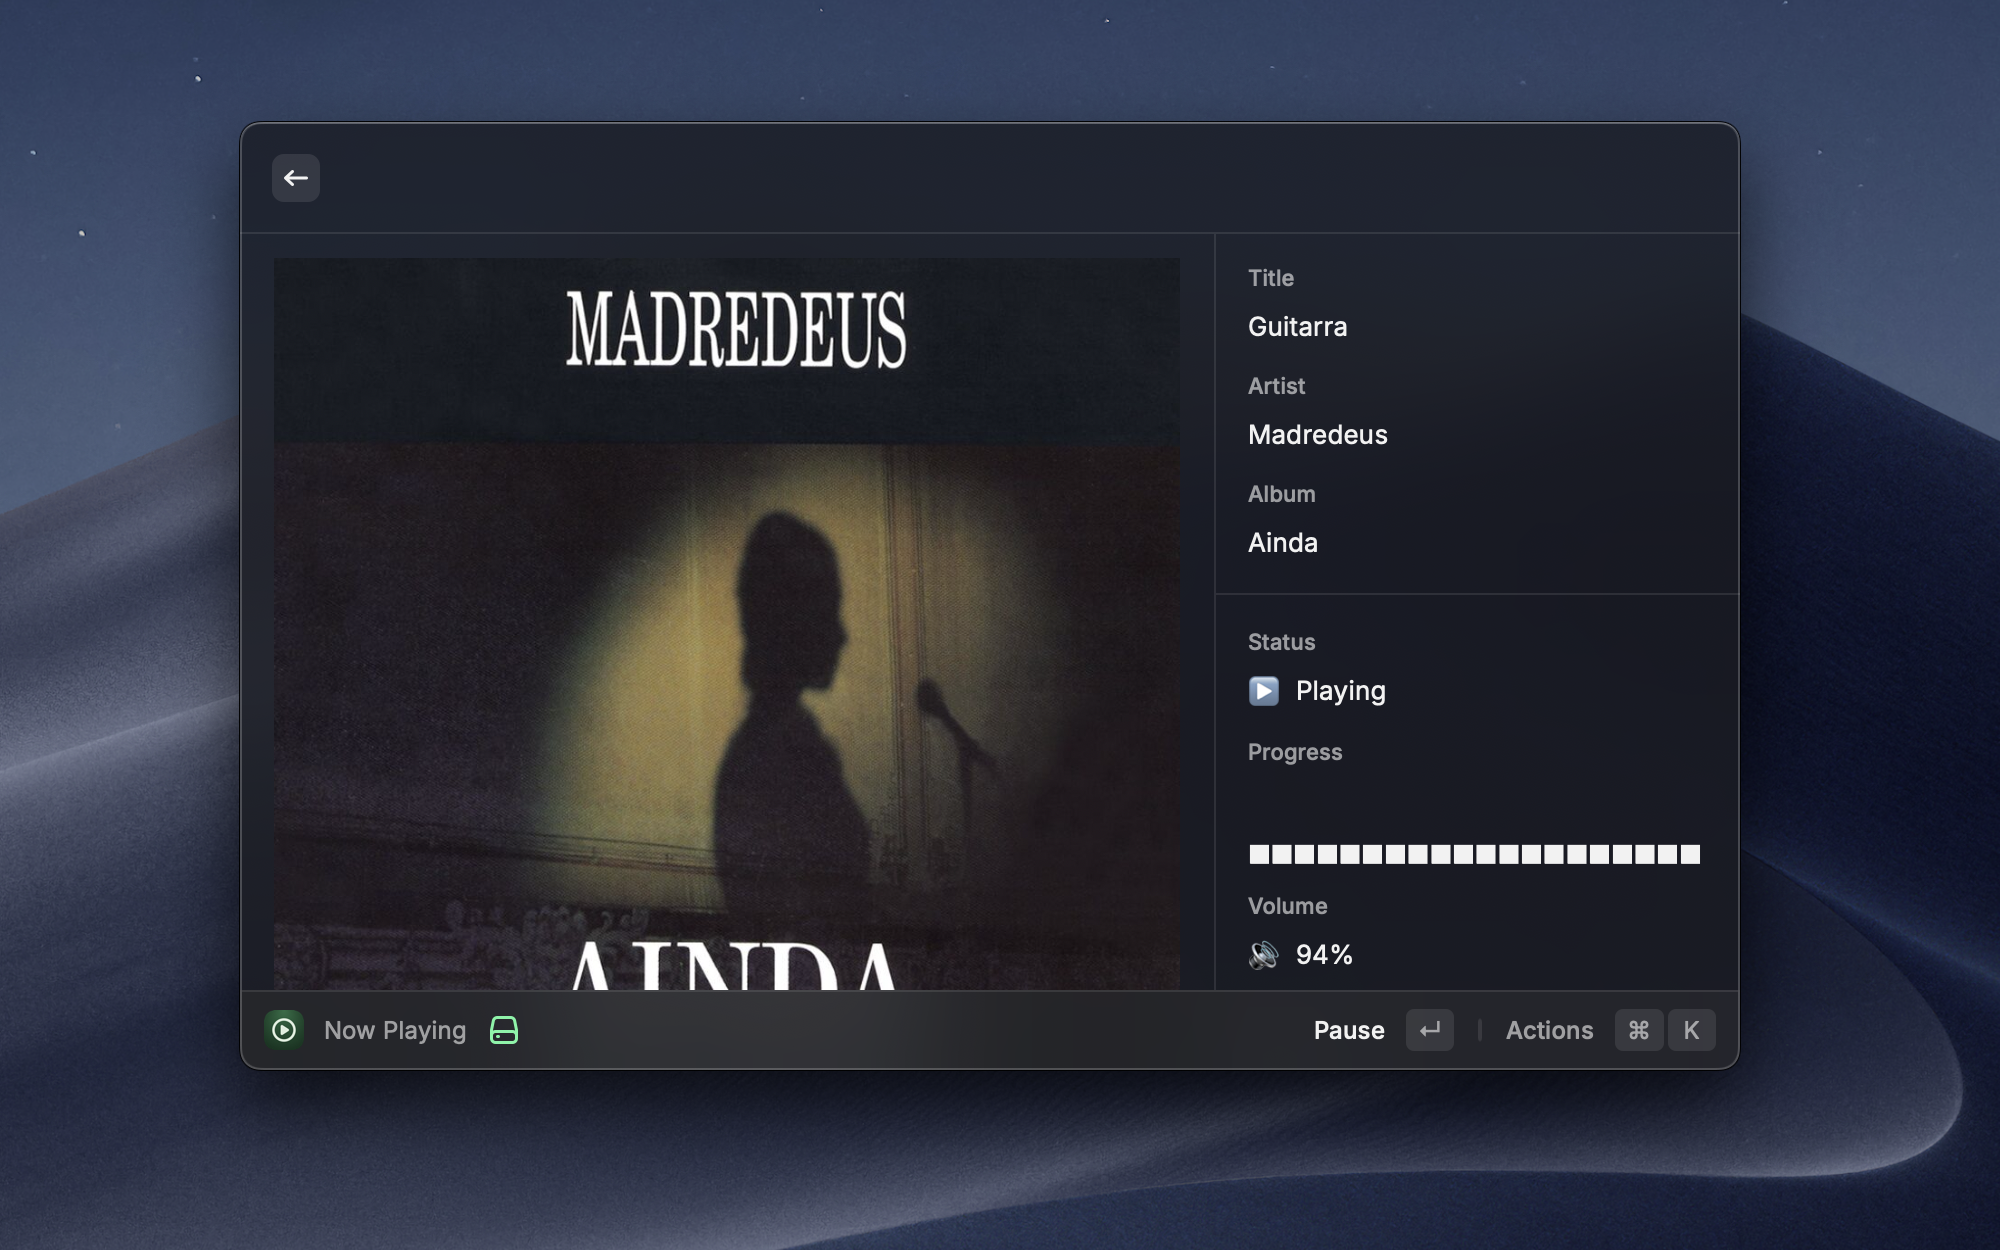 MADREDEUS
AINDA
Title
Guitarra
Artist
Madredeus
Album
Ainda
Status
Playing
Progress
Volume
94%
Now Playing
Pause
Actions
⌘ K